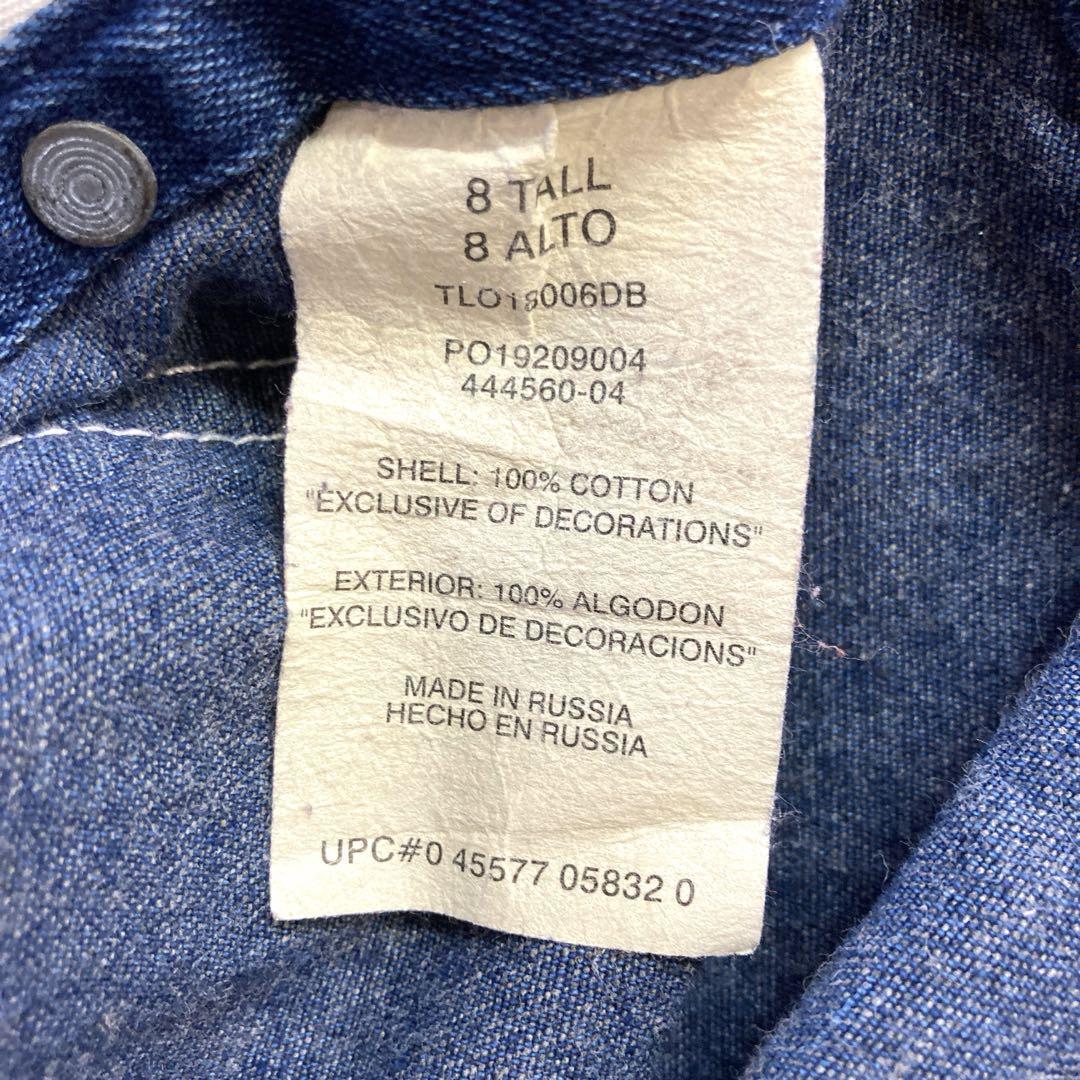 8 TALL
8 ALTO
TLO18006DB
PO19209004
444560-04
SHELL: 100% COTTON
"EXCLUSIVE OF DECORATIONS"
EXTERIOR: 100% ALGODON
"EXCLUSIVO DE DECORACIONS"
MADE IN RUSSIA
HECHO EN RUSSIA
UPC#0 45577 05832 0